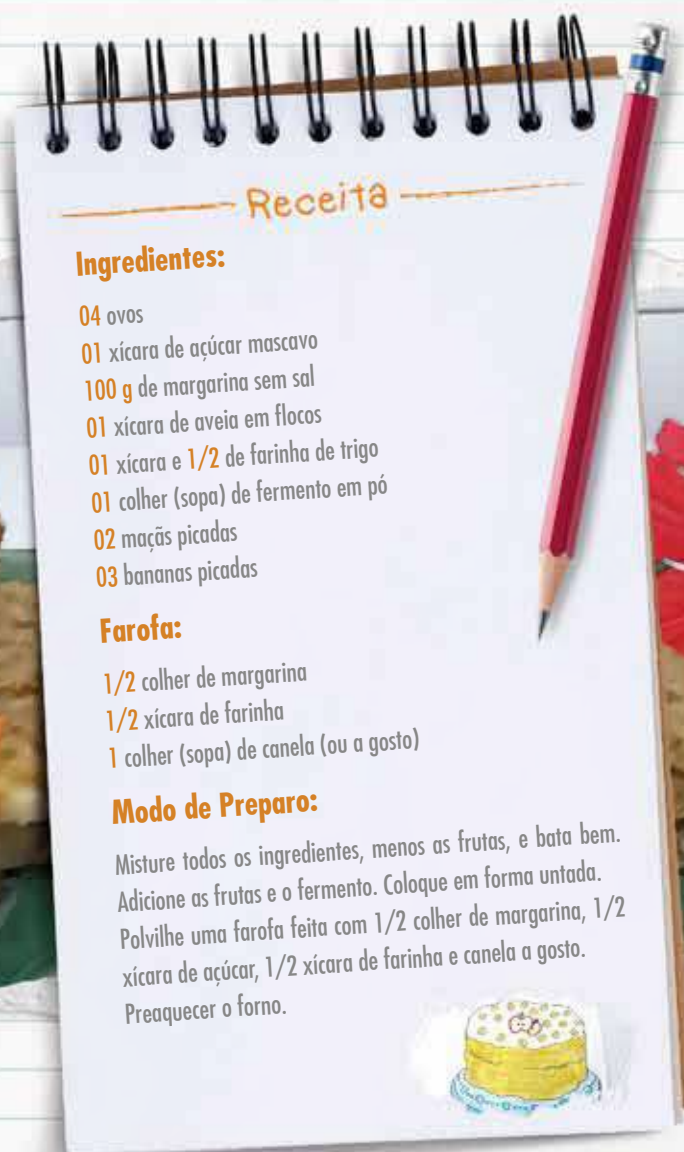 Receita
Ingredientes:
04 ovos
01 xícara de açúcar mascavo
100 g de margarina sem sal
01 xícara de aveia em flocos
01 xícara e 1/2 de farinha de trigo
01 colher (sopa) de fermento em pó
02 maçãs picadas
03 bananas picadas
Farofa:
1/2 colher de margarina
1/2 xícara de farinha
1 colher (sopa) de canela (ou a gosto)
Modo de Preparo:
Misture todos os ingredientes, menos as frutas, e bata bem.
Adicione as frutas e o fermento. Coloque em forma untada.
Polvilhe uma farofa feita com 1/2 colher de margarina, 1/2
xícara de açúcar, 1/2 xícara de farinha e canela a gosto.
Preaquecer o forno.